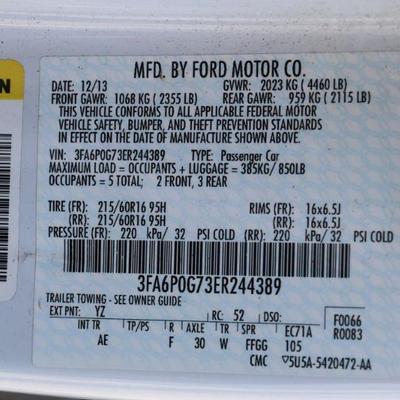 N
MFD. BY FORD MOTOR CO.
DATE: 12/13 GVWR: 2023 KG ( 4460 LB)
FRONT GAWR: 1068 KG ( 2355 LB) REAR GAWR: 959 KG ( 2115 LB)
THIS VEHICLE CONFORMS TO ALL APPLICABLE FEDERAL MOTOR
VEHICLE SAFETY, BUMPER, AND THEFT PREVENTION STANDARDS
IN EFFECT ON THE DATE OF MANUFACTURE SHOWN ABOVE.
VIN: 3FA6P0G73ER244389 TYPE: Passenger Car
MAXIMUM LOAD = OCCUPANTS + LUGGAGE = 385KG/ 850LB
OCCUPANTS = 5 TOTAL; 2 FRONT, 3 REAR
TIRE (FR): 215/60R16 95H RIMS (FR): 16x6.5J
(RR): 215/60R16 95H (RR): 16x6.5J
PRESSURE (FR): 220 kPa/ 32 PSI COLD (RR): 220 kPa/ 32 PSI COLD
3FA6P0G73ER244389
TRAILER TOWING - SEE OWNER GUIDE
EXT PNT: YZ RC: 52 DSO: F0066
R0083
INT TR TR AXLE TR SPR EC71A
AE F 30 W FFGG 105
CMC 5U5A-5420472-AA